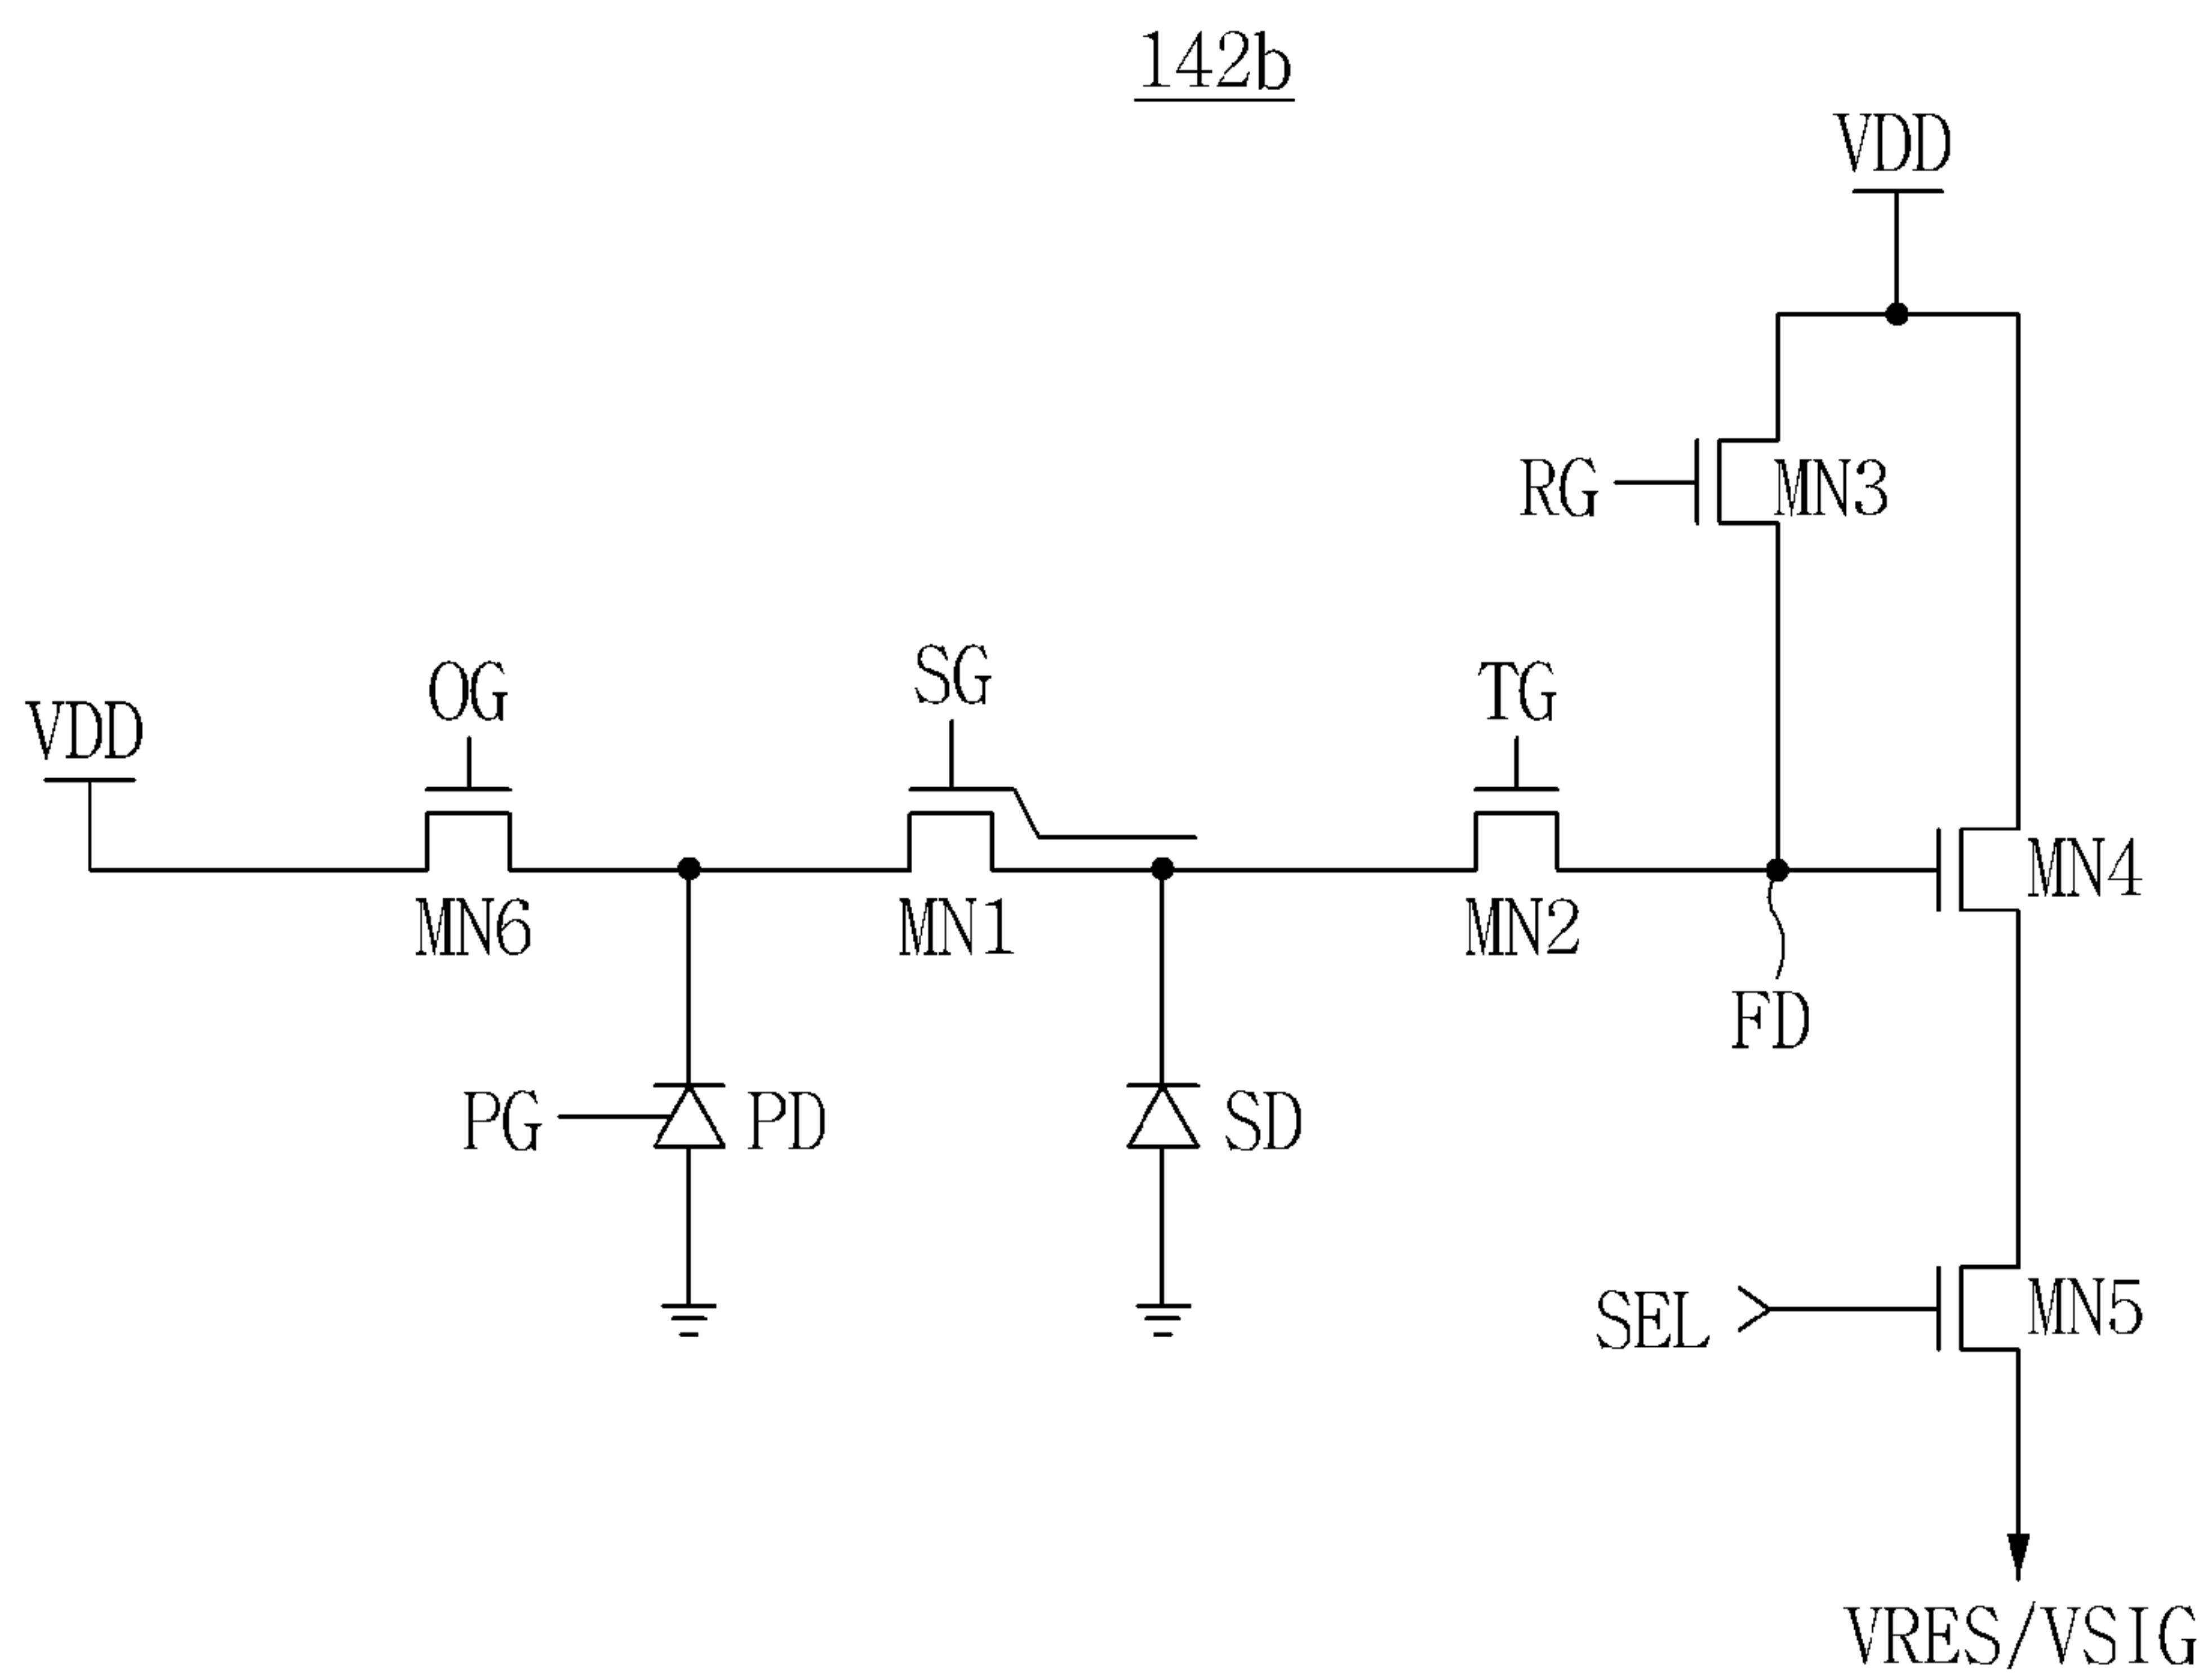 142b
VDD
RG
MN3
SG
OG
TG
VDD
MN4
MN6
MN1
MN2
FD
PG
PD
SD
SEL
MN5
VRES/VSIG